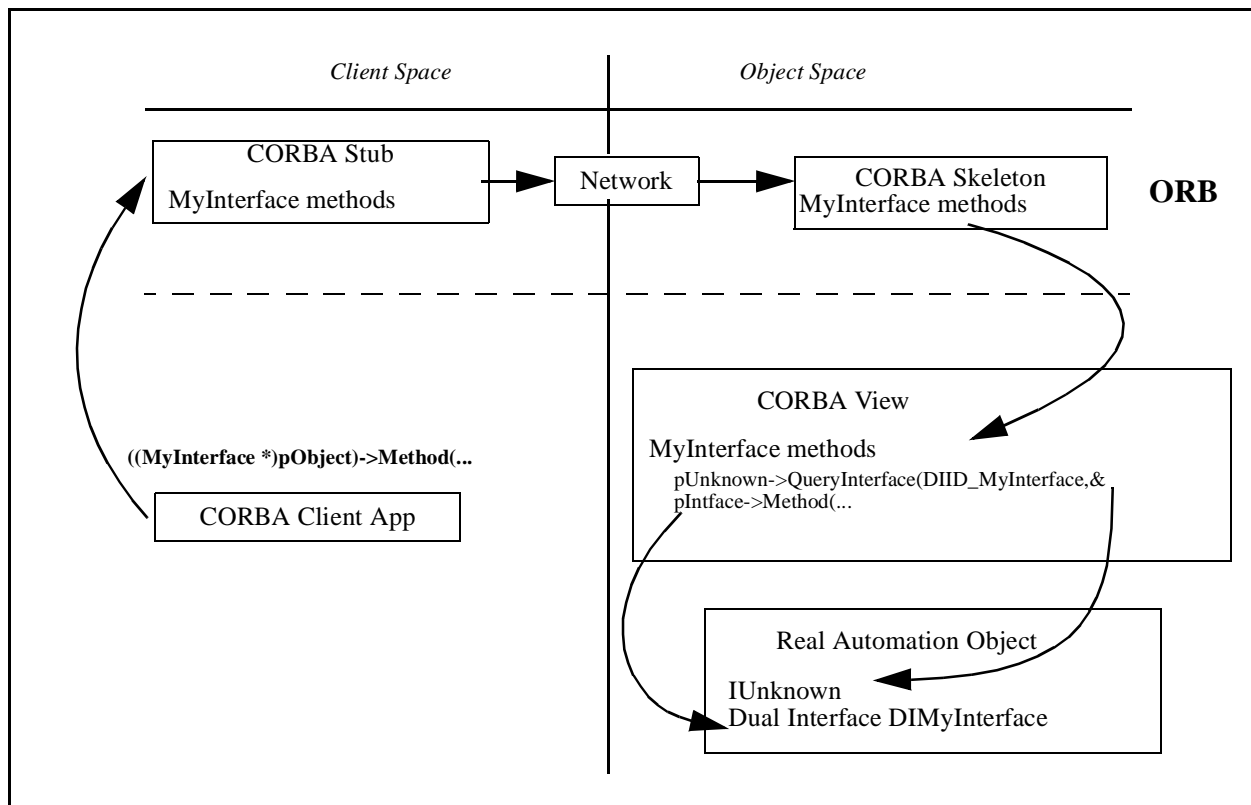 Client Space
Object Space
CORBA Stub
MyInterface methods
Network
CORBA Skeleton
MyInterface methods
ORB
CORBA View
MyInterface methods
pUnknown->QueryInterface(DIID_MyInterface,&
pIntface->Method(...
((MyInterface *)pObject)->Method(...
CORBA Client App
Real Automation Object
IUnknown
Dual Interface DIMyInterface